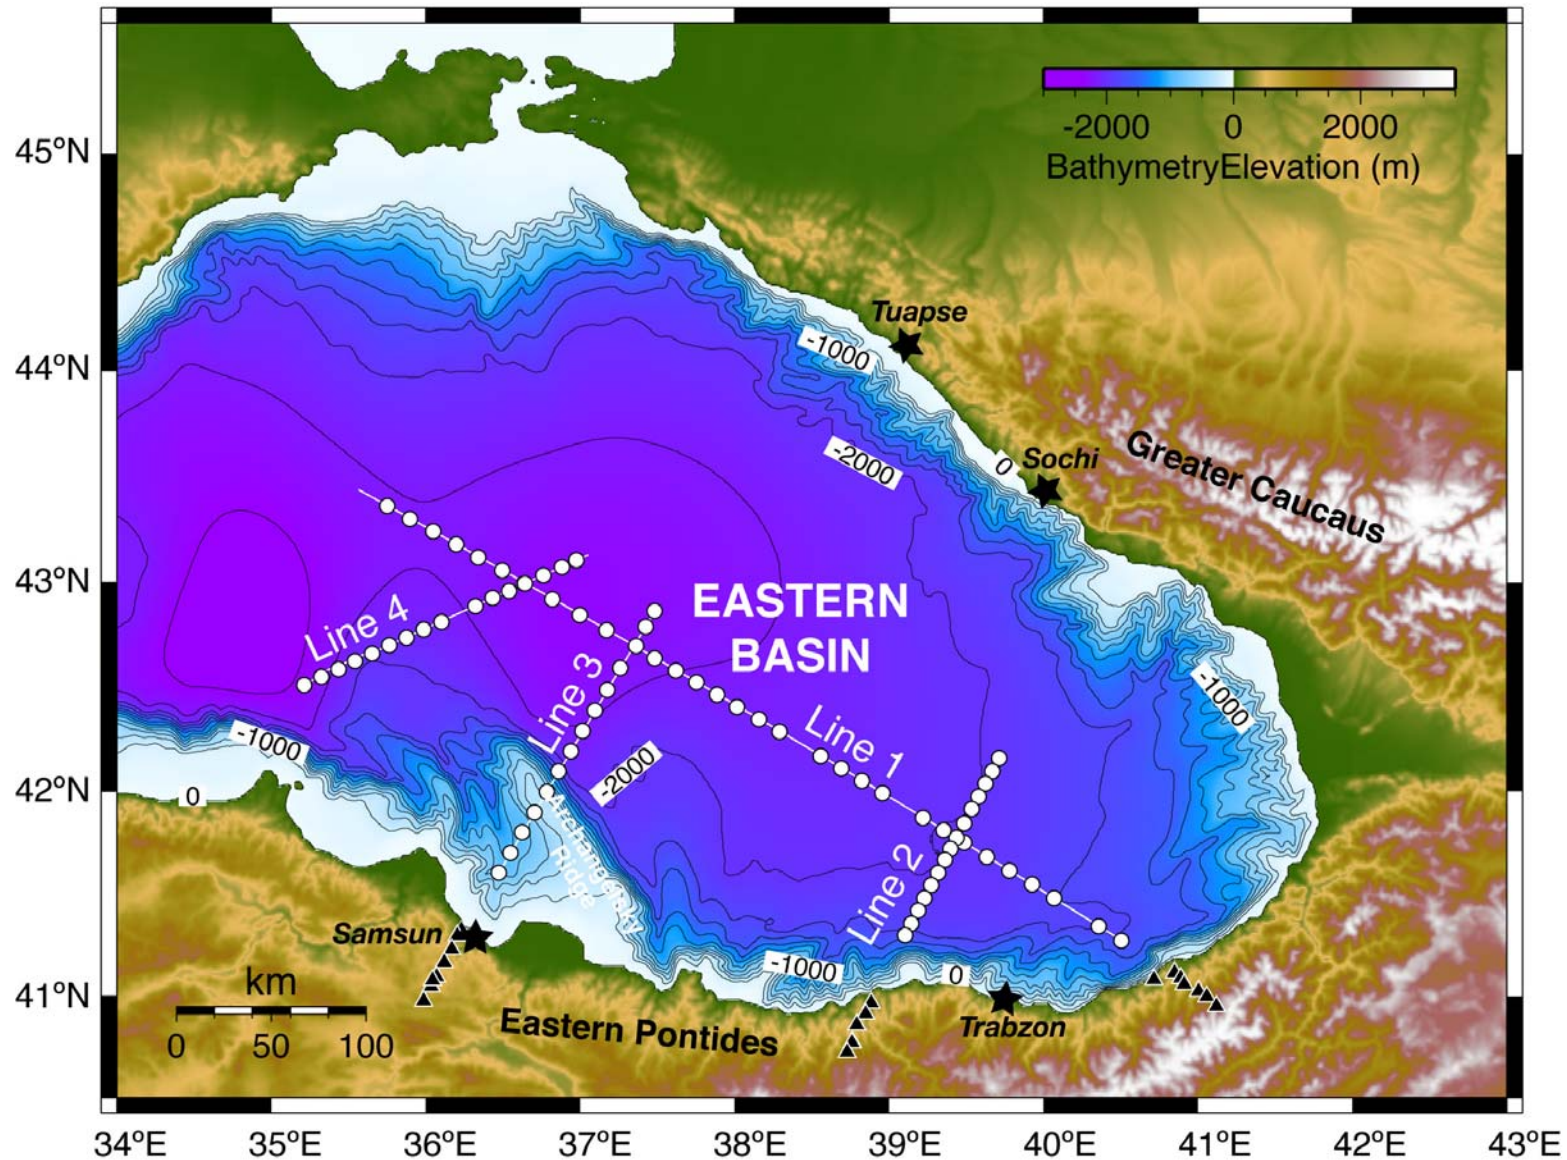 -2000 0 2000
BathymetryElevation (m)
45°N
44°N
43°N
42°N
41°N
Tuapse
-1000
-2000
0
Sochi
Greater Caucaus
EASTERN
BASIN
Line 4
Line 3
Line 1
Line 2
-1000
-1000
-2000
0
Archangelsky
Ridge
Samsun
-1000
0
Trabzon
Eastern Pontides
km
0 50 100
34°E 35°E 36°E 37°E 38°E 39°E 40°E 41°E 42°E 43°E